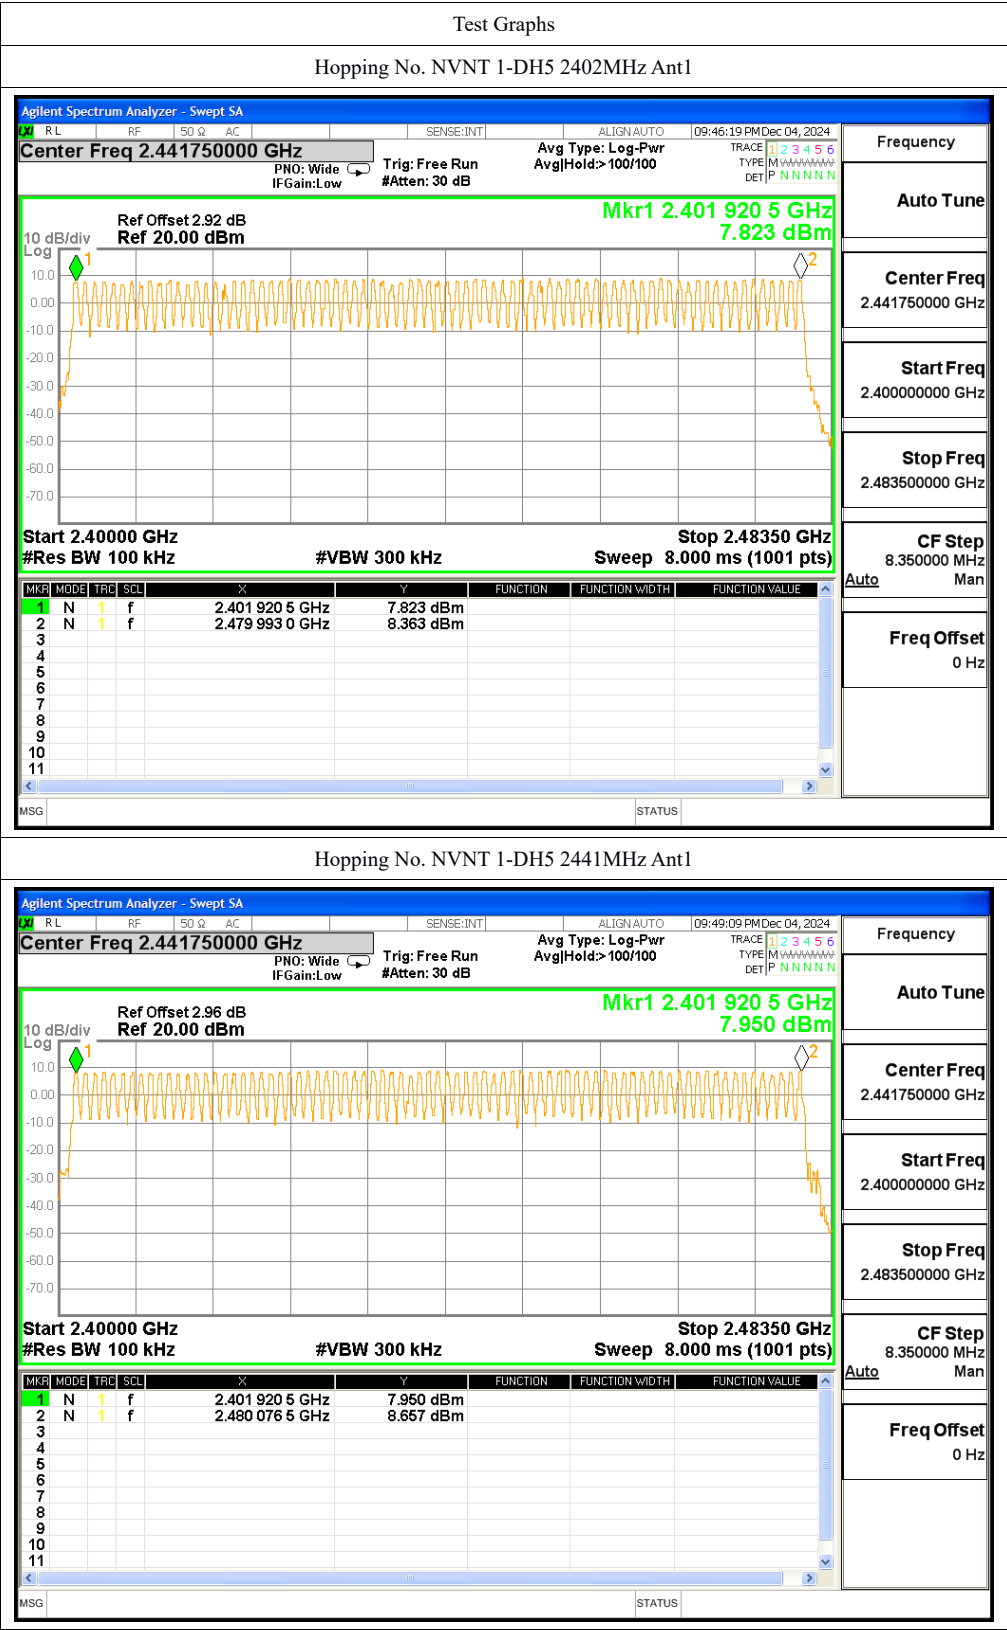 Test Graphs
Hopping No. NVNT 1-DH5 2402MHz Ant1
Agilent Spectrum Analyzer - Swept SA
LXI RL RF 50 Ω AC SENSE:INT ALIGN AUTO 09:46:19 PM Dec 04, 2024
Center Freq 2.441750000 GHz
PNO: Wide
IFGain:Low
Trig: Free Run
#Atten: 30 dB
Avg Type: Log-Pwr
Avg|Hold:>100/100
TRACE 1 2 3 4 5 6
TYPE M WWWWW
DET P N N N N N
Frequency
Auto Tune
Center Freq
2.441750000 GHz
Start Freq
2.400000000 GHz
Stop Freq
2.483500000 GHz
CF Step
8.350000 MHz
Auto Man
Freq Offset
0 Hz
Mkr1 2.401 920 5 GHz
7.823 dBm
Ref Offset 2.92 dB
10 dB/div Ref 20.00 dBm
Log
1
2
10.0
0.00
-10.0
-20.0
-30.0
-40.0
-50.0
-60.0
-70.0
Start 2.40000 GHz Stop 2.48350 GHz
#Res BW 100 kHz #VBW 300 kHz Sweep 8.000 ms (1001 pts)
MKR MODE TRC SCL X Y FUNCTION FUNCTION WIDTH FUNCTION VALUE
1 N 1 f 2.401 920 5 GHz 7.823 dBm
2 N 1 f 2.479 993 0 GHz 8.363 dBm
3
4
5
6
7
8
9
10
11
MSG STATUS
Hopping No. NVNT 1-DH5 2441MHz Ant1
Agilent Spectrum Analyzer - Swept SA
LXI RL RF 50 Ω AC SENSE:INT ALIGN AUTO 09:49:09 PM Dec 04, 2024
Center Freq 2.441750000 GHz
PNO: Wide
IFGain:Low
Trig: Free Run
#Atten: 30 dB
Avg Type: Log-Pwr
Avg|Hold:>100/100
TRACE 1 2 3 4 5 6
TYPE M WWWWW
DET P N N N N N
Frequency
Auto Tune
Center Freq
2.441750000 GHz
Start Freq
2.400000000 GHz
Stop Freq
2.483500000 GHz
CF Step
8.350000 MHz
Auto Man
Freq Offset
0 Hz
Mkr1 2.401 920 5 GHz
7.950 dBm
Ref Offset 2.96 dB
10 dB/div Ref 20.00 dBm
Log
1
2
10.0
0.00
-10.0
-20.0
-30.0
-40.0
-50.0
-60.0
-70.0
Start 2.40000 GHz Stop 2.48350 GHz
#Res BW 100 kHz #VBW 300 kHz Sweep 8.000 ms (1001 pts)
MKR MODE TRC SCL X Y FUNCTION FUNCTION WIDTH FUNCTION VALUE
1 N 1 f 2.401 920 5 GHz 7.950 dBm
2 N 1 f 2.480 076 5 GHz 8.657 dBm
3
4
5
6
7
8
9
10
11
MSG STATUS